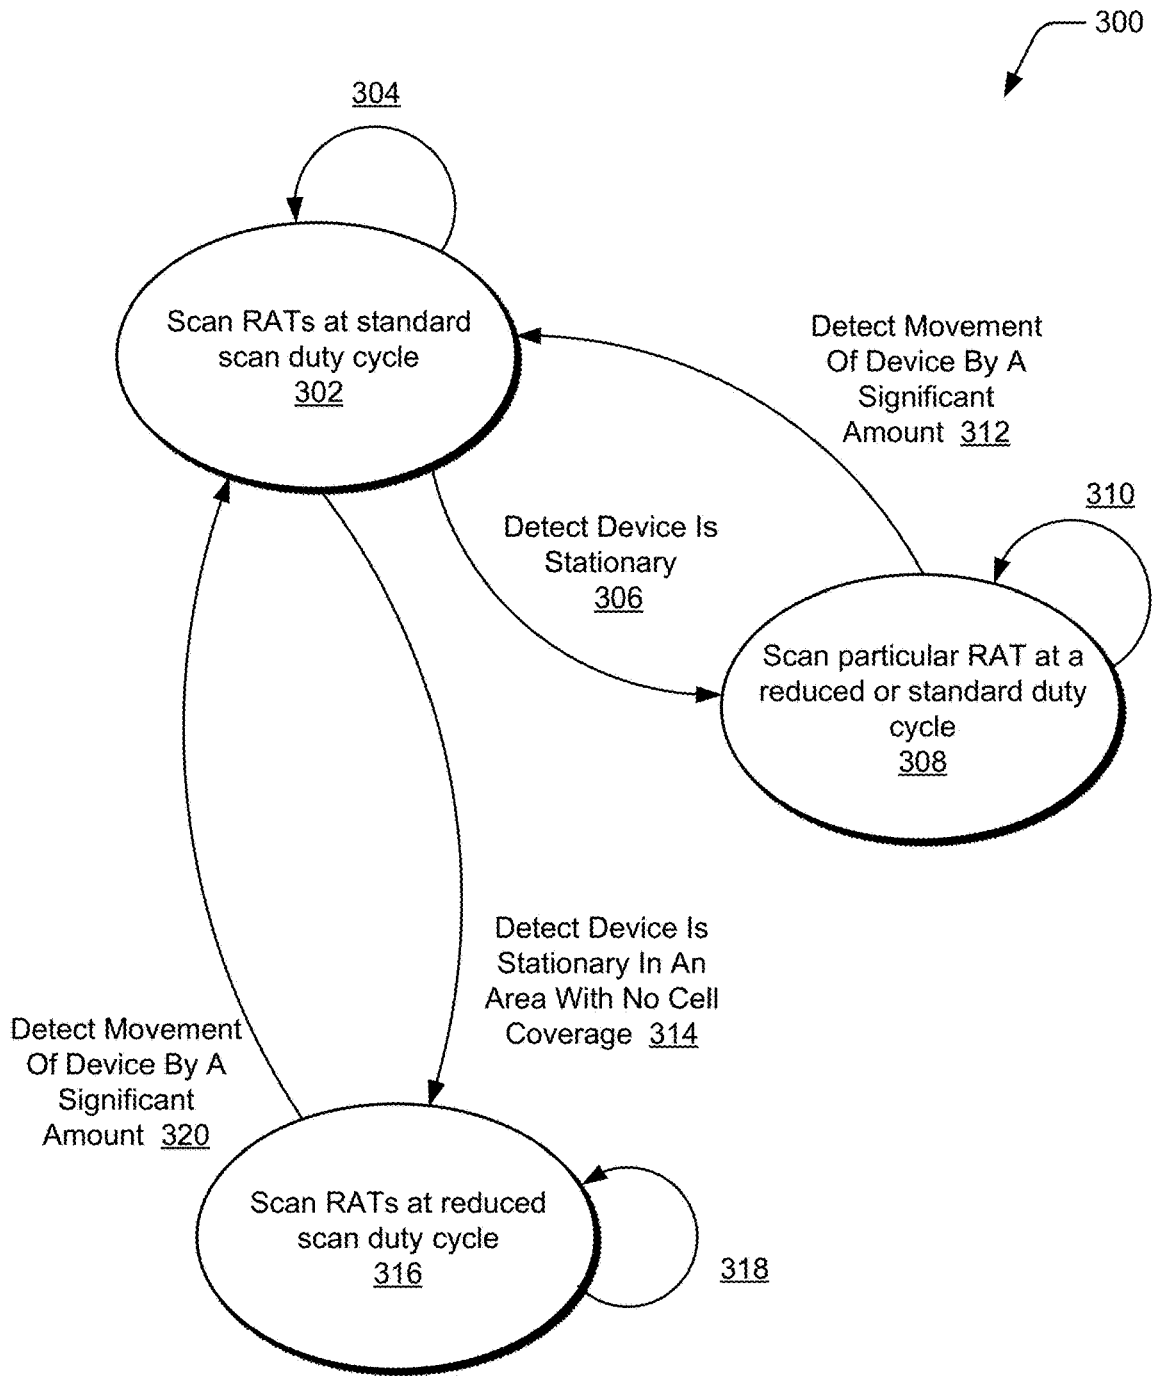 300
304
Scan RATs at standard
scan duty cycle
302
Detect Movement
Of Device By A
Significant
Amount 312
310
Detect Device Is
Stationary
306
Scan particular RAT at a
reduced or standard duty
cycle
308
Detect Device Is
Stationary In An
Area With No Cell
Coverage 314
Detect Movement
Of Device By A
Significant
Amount 320
Scan RATs at reduced
scan duty cycle
316
318